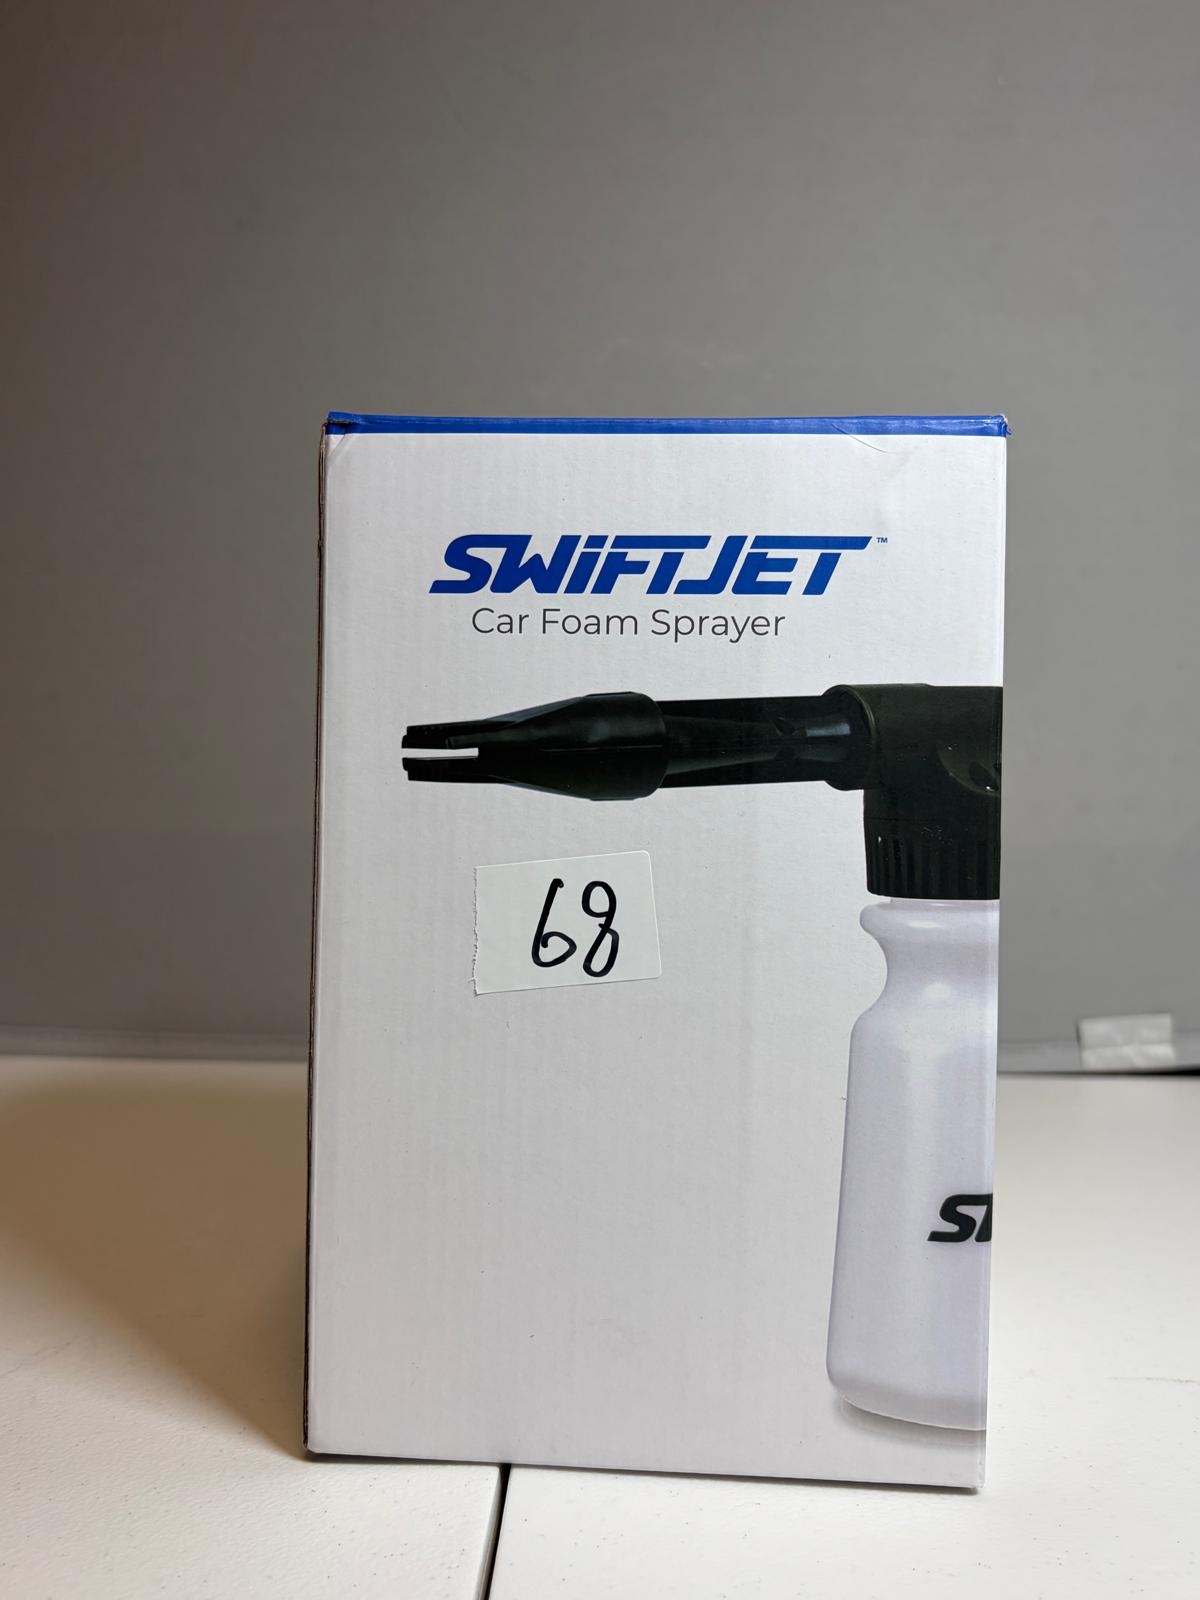 SWiFTJET™
Car Foam Sprayer
68